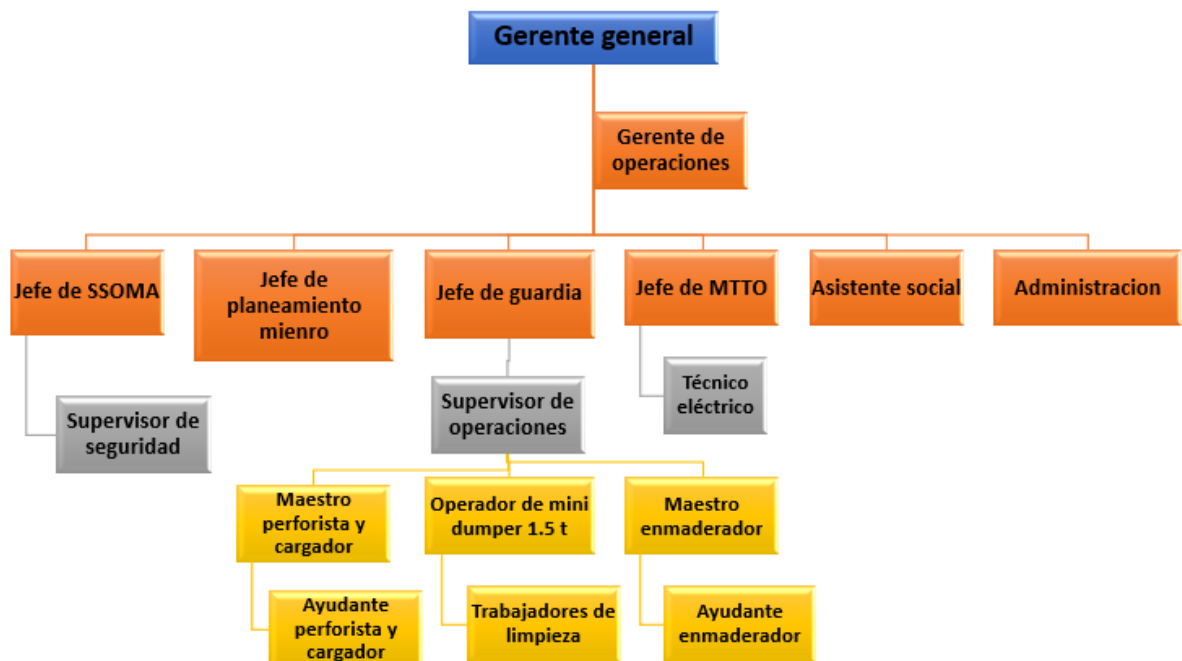 Gerente general
Gerente de
operaciones
Jefe de SSOMA
Jefe de
planeamiento
mienro
Jefe de guardia
Jefe de MTTO
Asistente social
Administracion
Supervisor de
seguridad
Supervisor de
operaciones
Técnico
eléctrico
Maestro
perforista y
cargador
Operador de mini
dumper 1.5 t
Maestro
enmaderador
Ayudante
perforista y
cargador
Trabajadores de
limpieza
Ayudante
enmaderador